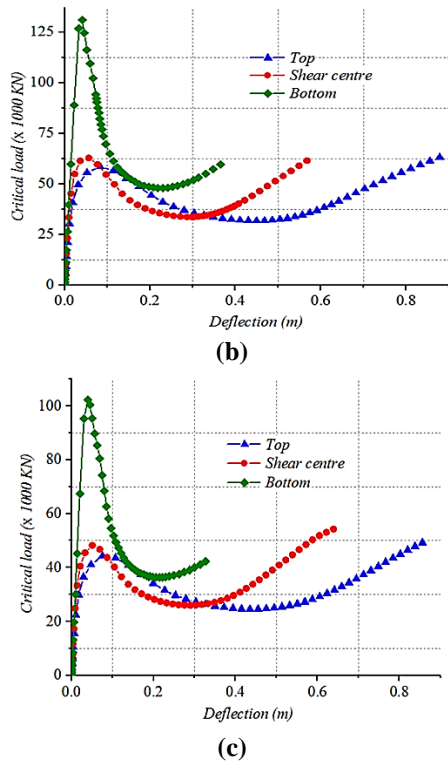 125
100
75
50
25
0
Critical load (x 1000 KN)
Top
Shear centre
Bottom
0.0 0.2 0.4 0.6 0.8
Deflection (m)
(b)
100
80
60
40
20
0
Critical load (x 1000 KN)
Top
Shear centre
Bottom
0.0 0.2 0.4 0.6 0.8
Deflection (m)
(c)